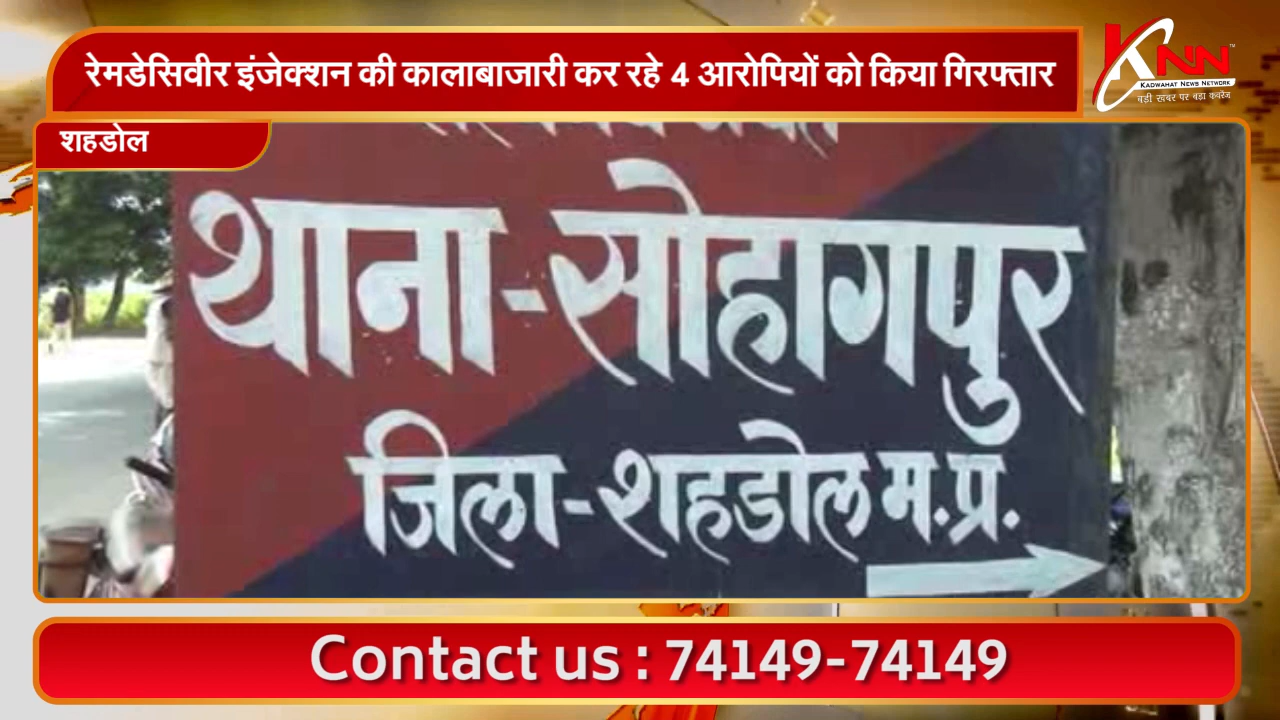 रेमडेसिवीर इंजेक्शन की कालाबाजारी कर रहे 4 आरोपियों को किया गिरफ्तार
KNN
KADWAHAT NEWS NETWORK
बड़ी खबर पर बड़ा कवरेज
शहडोल
थाना-सोहागपुर
जिला-शहडोल म.प्र.
Contact us : 74149-74149